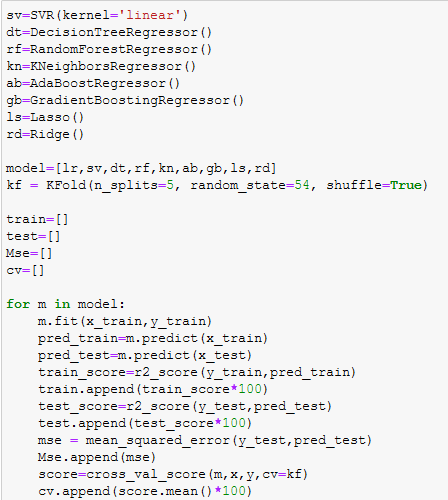 sv=SVR(kernel='linear')
dt=DecisionTreeRegressor()
rf=RandomForestRegressor()
kn=KNeighborsRegressor()
ab=AdaBoostRegressor()
gb=GradientBoostingRegressor()
ls=Lasso()
rd=Ridge()

model=[lr,sv,dt,rf,kn,ab,gb,ls,rd]
kf = KFold(n_splits=5, random_state=54, shuffle=True)

train=[]
test=[]
Mse=[]
cv=[]

for m in model:
    m.fit(x_train,y_train)
    pred_train=m.predict(x_train)
    pred_test=m.predict(x_test)
    train_score=r2_score(y_train,pred_train)
    train.append(train_score*100)
    test_score=r2_score(y_test,pred_test)
    test.append(test_score*100)
    mse = mean_squared_error(y_test,pred_test)
    Mse.append(mse)
    score=cross_val_score(m,x,y,cv=kf)
    cv.append(score.mean()*100)